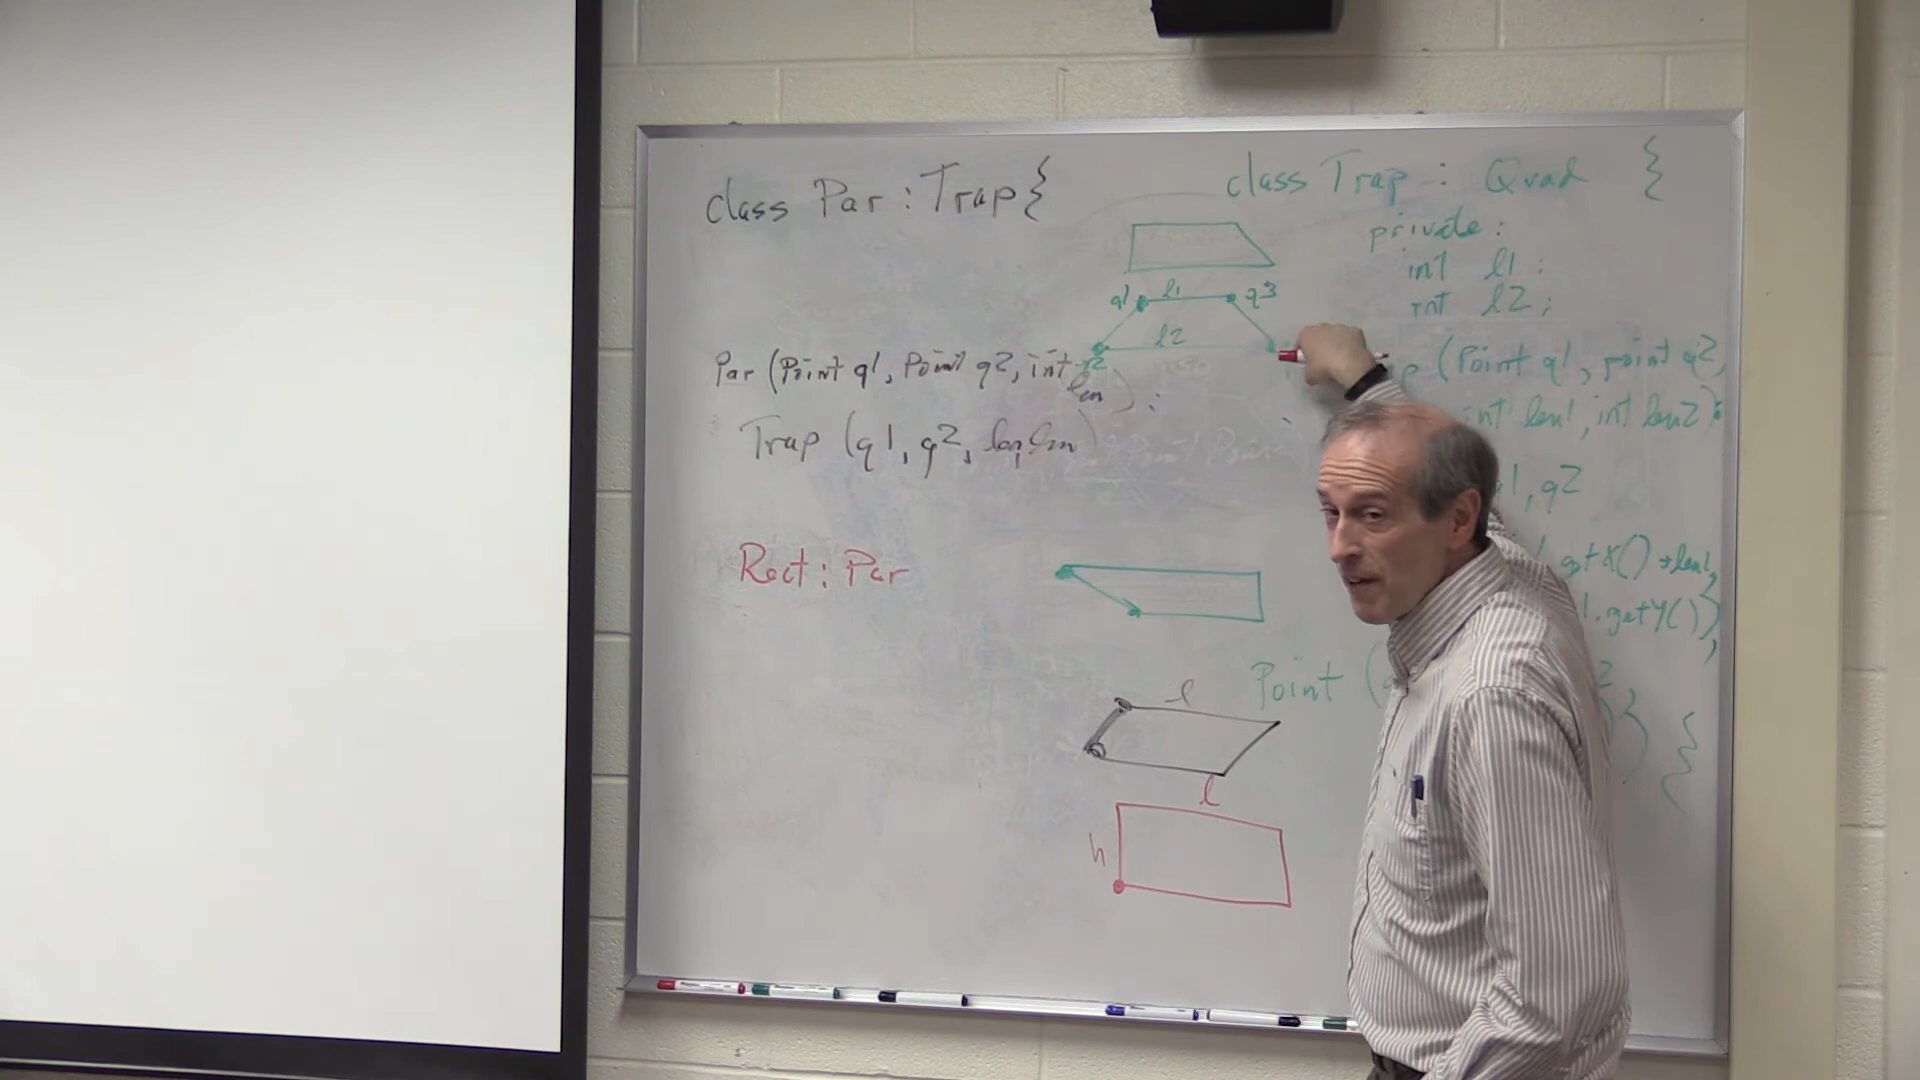 class Par : Trap {
Par (Point q1, Point q2, int len) :
Trap (q1, q2, len, len)
Rect : Par
q1 l1 q3
l2
q2
l
l
h
class Trap : Quad {
private :
int l1 ;
int l2 ;
(Point q1, point q2,
int len1, int len2) :
q1, q2
getX() + len1,
.getY()),
Point (